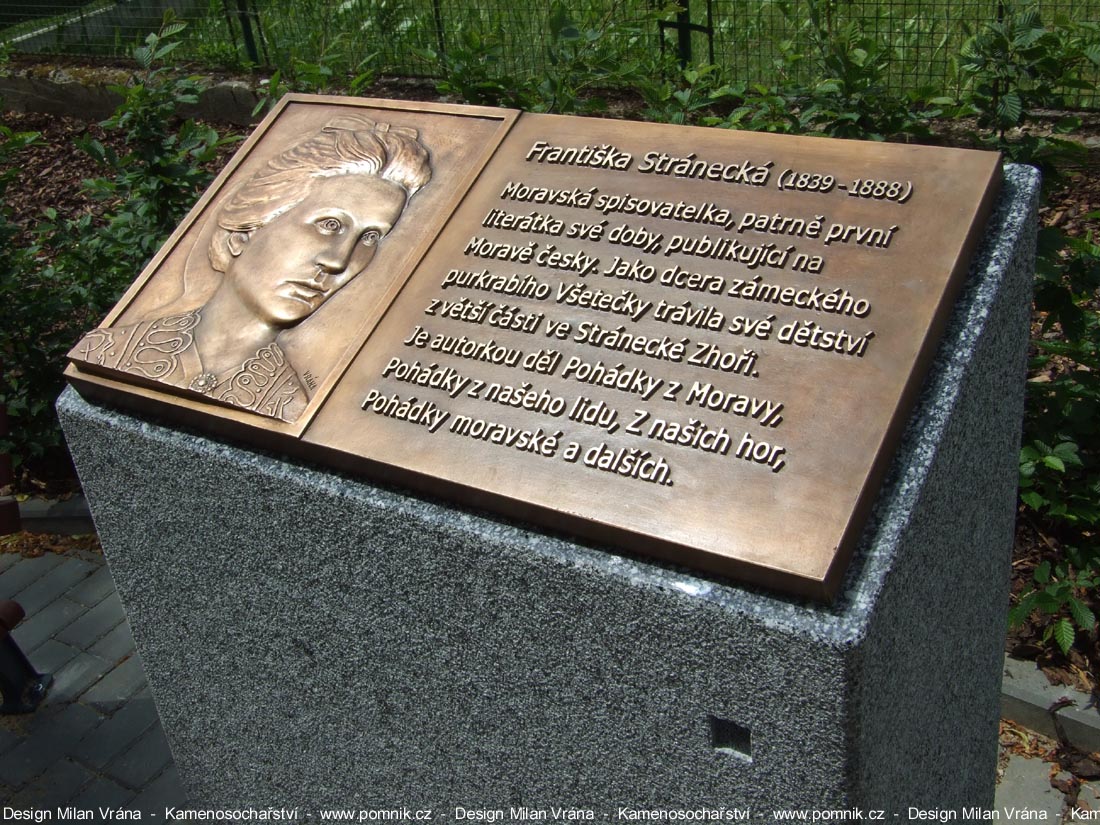 Františka Stránecká (1839 - 1888)
Moravská spisovatelka, patrně první
literátka své doby, publikující na
Moravě česky. Jako dcera zámeckého
purkrabího Všetečky trávila své dětství
z větší části ve Stránecké Zhoři.
Je autorkou děl Pohádky z Moravy,
Pohádky z našeho lidu, Z našich hor,
Pohádky moravské a dalších.
VRÁNA
Design Milan Vrána - Kamenosochařství - www.pomnik.cz - Design Milan Vrána - Kamenosochařství - www.pomnik.cz - Design Milan Vrána - Kam